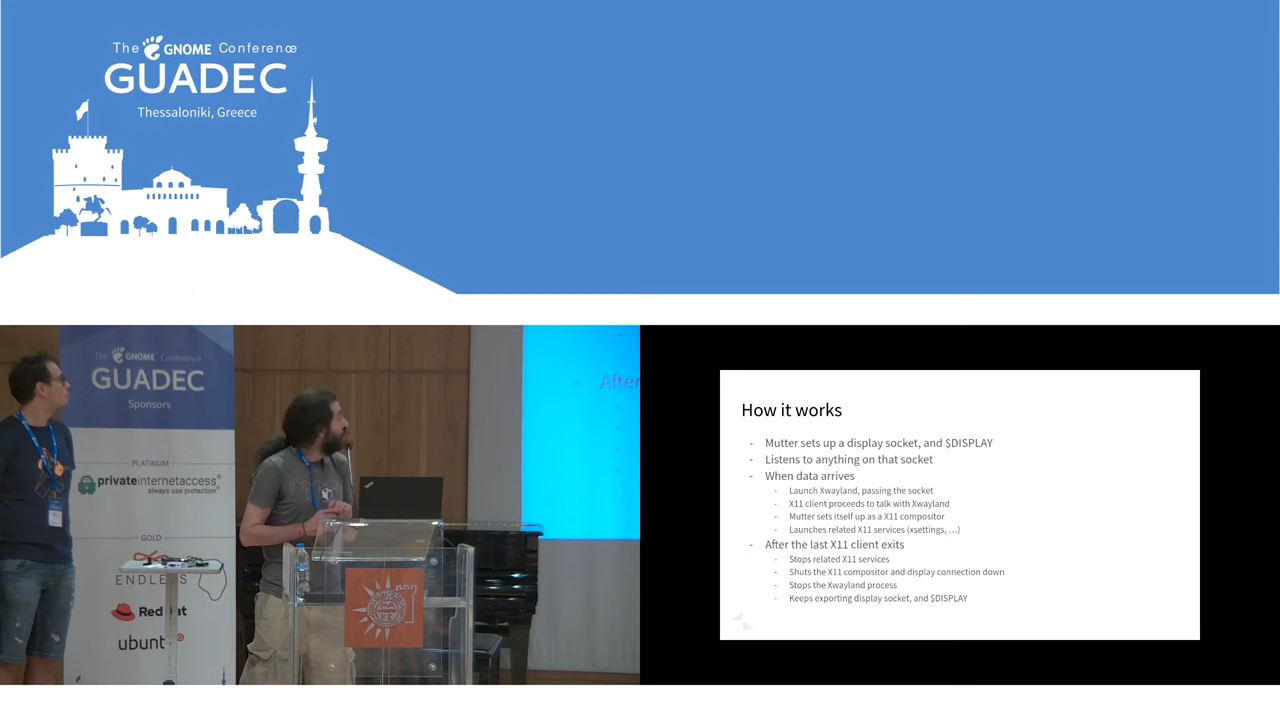 The GNOME Conference
GUADEC
Thessaloniki, Greece
The GNOME Conference
GUADEC
Sponsors
PLATINUM
privateinternetaccess®
always use protection®
GOLD
ENDLESS
Red Hat
ubuntu
After
How it works
- Mutter sets up a display socket, and $DISPLAY
- Listens to anything on that socket
- When data arrives
- Launch Xwayland, passing the socket
- X11 client proceeds to talk with Xwayland
- Mutter sets itself up as a X11 compositor
- Launches related X11 services (xsettings, ...)
- After the last X11 client exits
- Stops related X11 services
- Shuts the X11 compositor and display connection down
- Stops the Xwayland process
- Keeps exporting display socket, and $DISPLAY